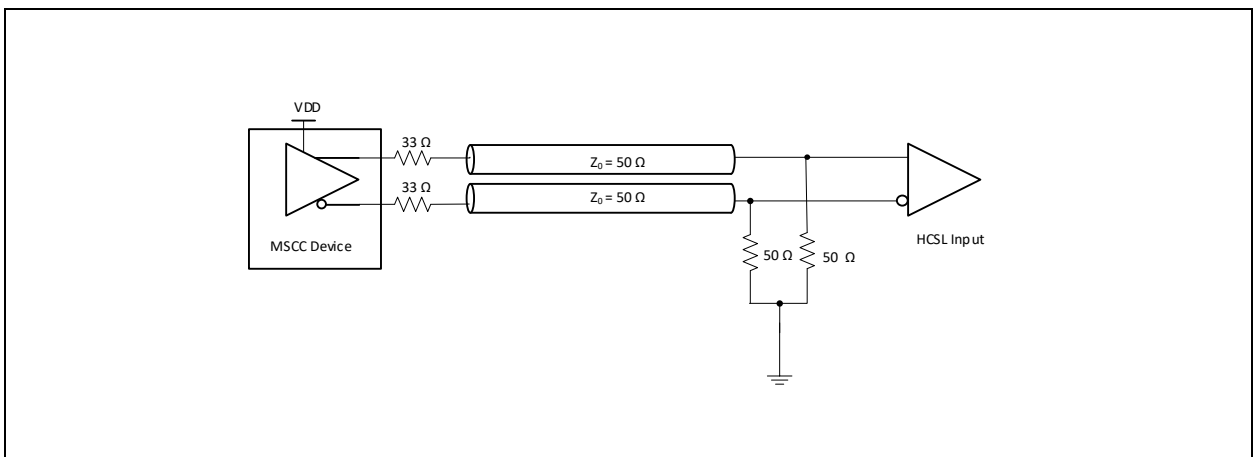 VDD
33 Ω
Z₀ = 50 Ω
33 Ω
Z₀ = 50 Ω
MSCC Device
HCSL Input
50 Ω
50 Ω